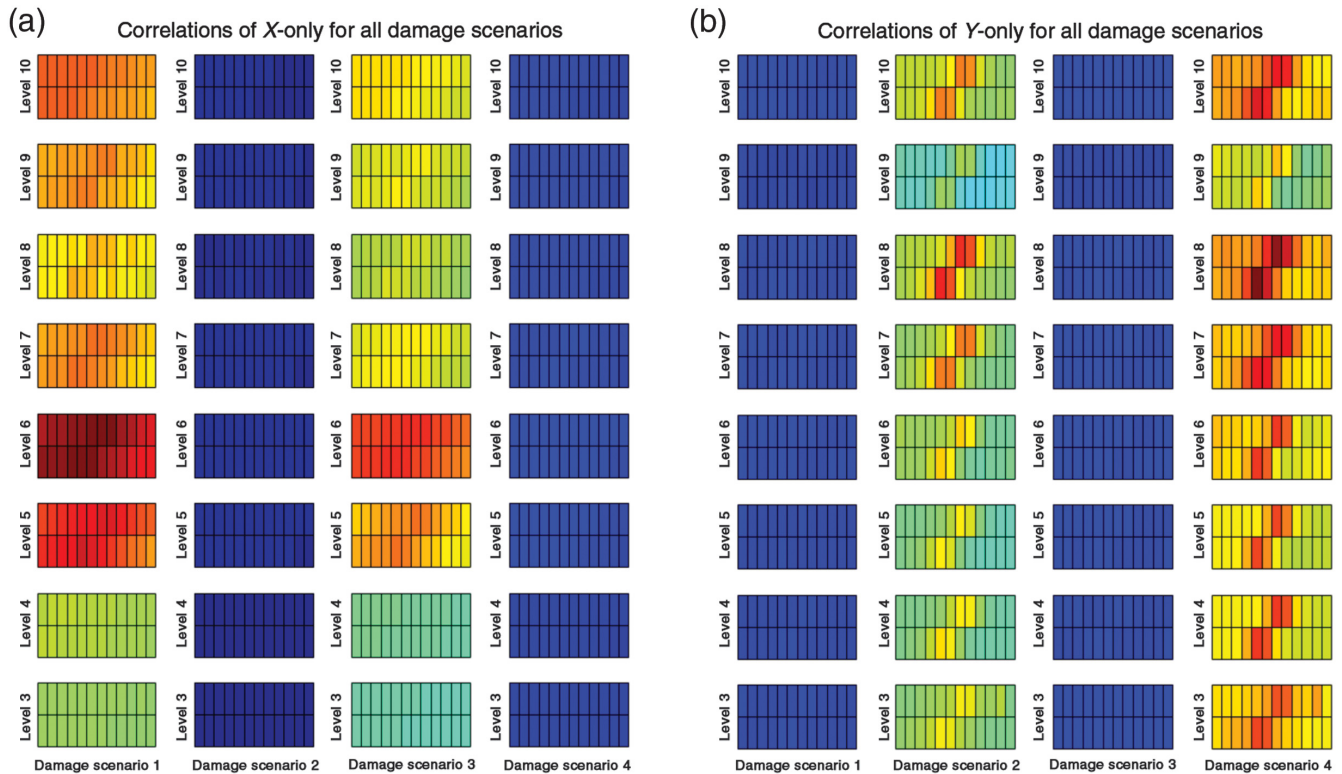 (a)
Correlations of X-only for all damage scenarios
Level 10
Level 10
Level 10
Level 10
Level 9
Level 9
Level 9
Level 9
Level 8
Level 8
Level 8
Level 8
Level 7
Level 7
Level 7
Level 7
Level 6
Level 6
Level 6
Level 6
Level 5
Level 5
Level 5
Level 5
Level 4
Level 4
Level 4
Level 4
Level 3
Level 3
Level 3
Level 3
Damage scenario 1
Damage scenario 2
Damage scenario 3
Damage scenario 4
(b)
Correlations of Y-only for all damage scenarios
Level 10
Level 10
Level 10
Level 10
Level 9
Level 9
Level 9
Level 9
Level 8
Level 8
Level 8
Level 8
Level 7
Level 7
Level 7
Level 7
Level 6
Level 6
Level 6
Level 6
Level 5
Level 5
Level 5
Level 5
Level 4
Level 4
Level 4
Level 4
Level 3
Level 3
Level 3
Level 3
Damage scenario 1
Damage scenario 2
Damage scenario 3
Damage scenario 4